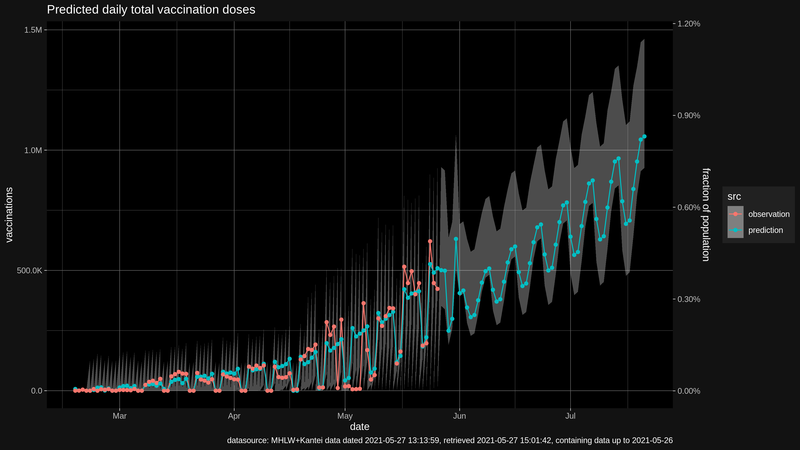 Predicted daily total vaccination doses
1.5M
1.0M
500.0K
0.0
vaccinations
1.20%
0.90%
0.60%
0.30%
0.00%
fraction of population
src
observation
prediction
Mar Apr May Jun Jul
date
datasource: MHLW+Kantei data dated 2021-05-27 13:13:59, retrieved 2021-05-27 15:01:42, containing data up to 2021-05-26